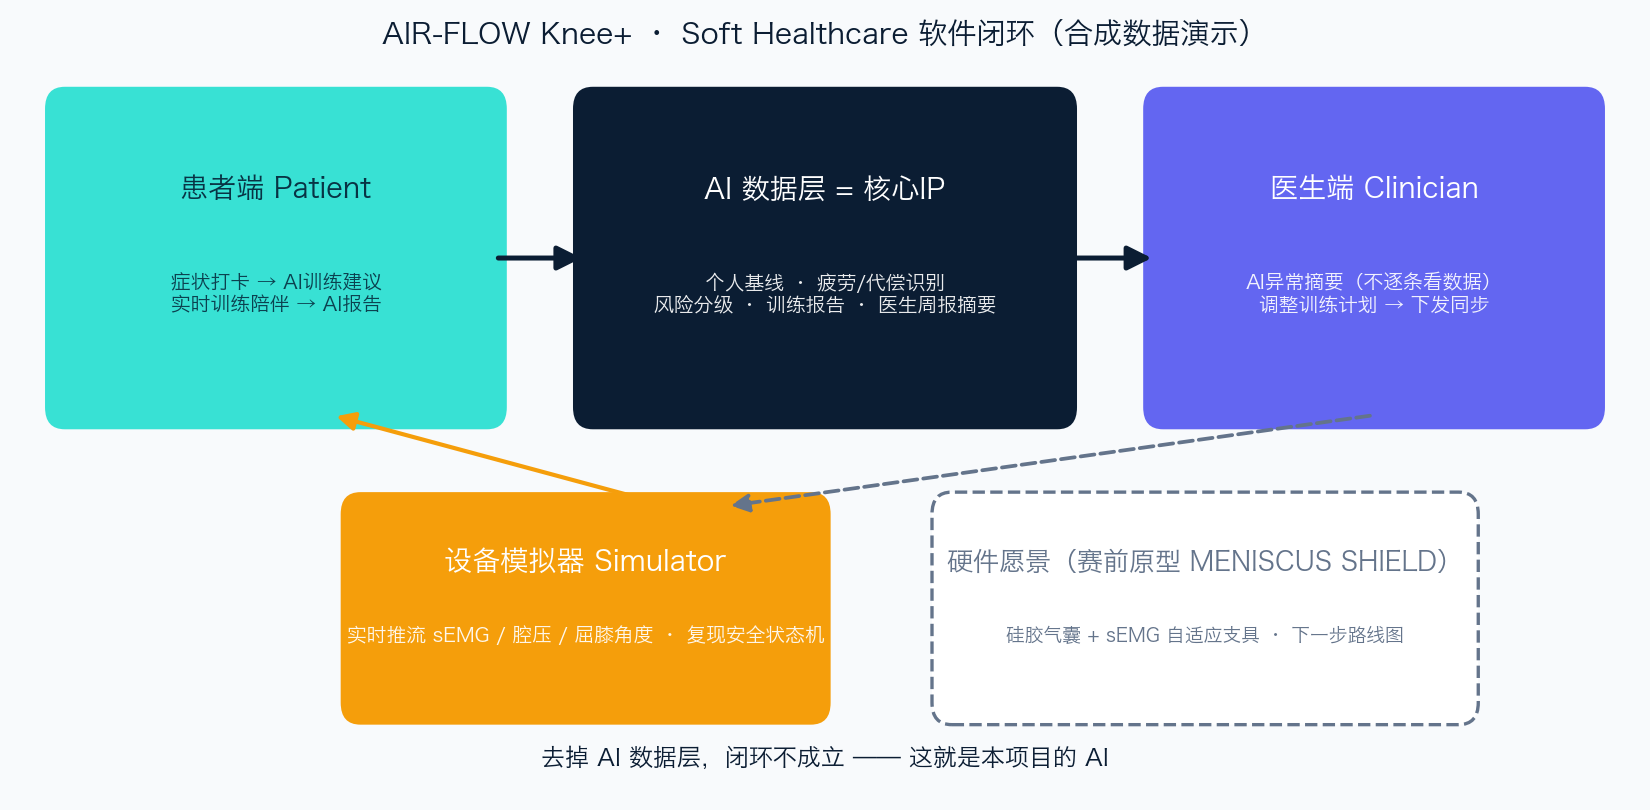 AIR-FLOW Knee+ · Soft Healthcare 软件闭环（合成数据演示）
患者端 Patient
症状打卡 → AI训练建议
实时训练陪伴 → AI报告
AI 数据层 = 核心IP
个人基线 · 疲劳/代偿识别
风险分级 · 训练报告 · 医生周报摘要
医生端 Clinician
AI异常摘要（不逐条看数据）
调整训练计划 → 下发同步
设备模拟器 Simulator
实时推流 sEMG / 腔压 / 屈膝角度 · 复现安全状态机
硬件愿景（赛前原型 MENISCUS SHIELD）
硅胶气囊 + sEMG 自适应支具 · 下一步路线图
去掉 AI 数据层，闭环不成立 —— 这就是本项目的 AI